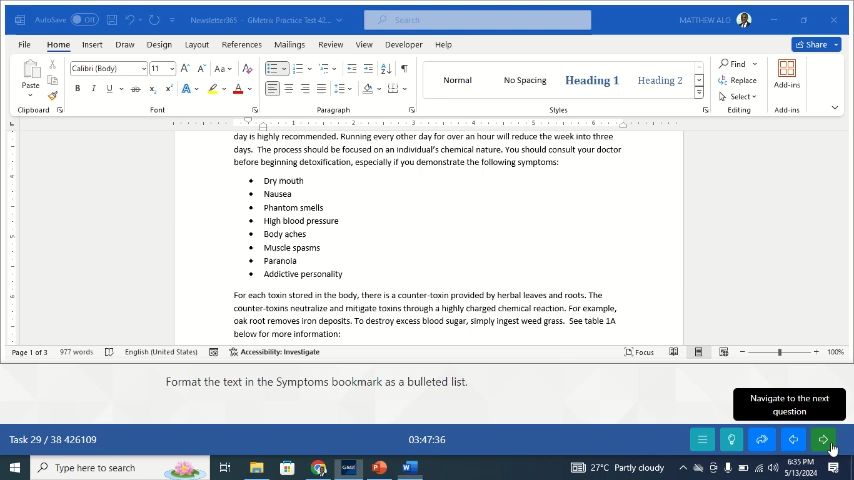 AutoSave Off Newsletter365 - GMetrix Practice Test 42... Search MATTHEW ALO
File Home Insert Draw Design Layout References Mailings Review View Developer Help Share
Paste Calibri (Body) 11 Aa Normal No Spacing Heading 1 Heading 2 Find Replace Select Add-ins
Clipboard Font Paragraph Styles Editing Add-ins
day is highly recommended. Running every other day for over an hour will reduce the week into three
days. The process should be focused on an individual's chemical nature. You should consult your doctor
before beginning detoxification, especially if you demonstrate the following symptoms:
Dry mouth
Nausea
Phantom smells
High blood pressure
Body aches
Muscle spasms
Paranoia
Addictive personality
For each toxin stored in the body, there is a counter-toxin provided by herbal leaves and roots. The
counter-toxins neutralize and mitigate toxins through a highly charged chemical reaction. For example,
oak root removes iron deposits. To destroy excess blood sugar, simply ingest weed grass. See table 1A
below for more information:
Page 1 of 3 977 words English (United States) Accessibility: Investigate Focus 100%
Format the text in the Symptoms bookmark as a bulleted list.
Navigate to the next
question
Task 29 / 38 426109 03:47:36
Type here to search GMET 27°C Partly cloudy 6:35 PM
5/13/2024